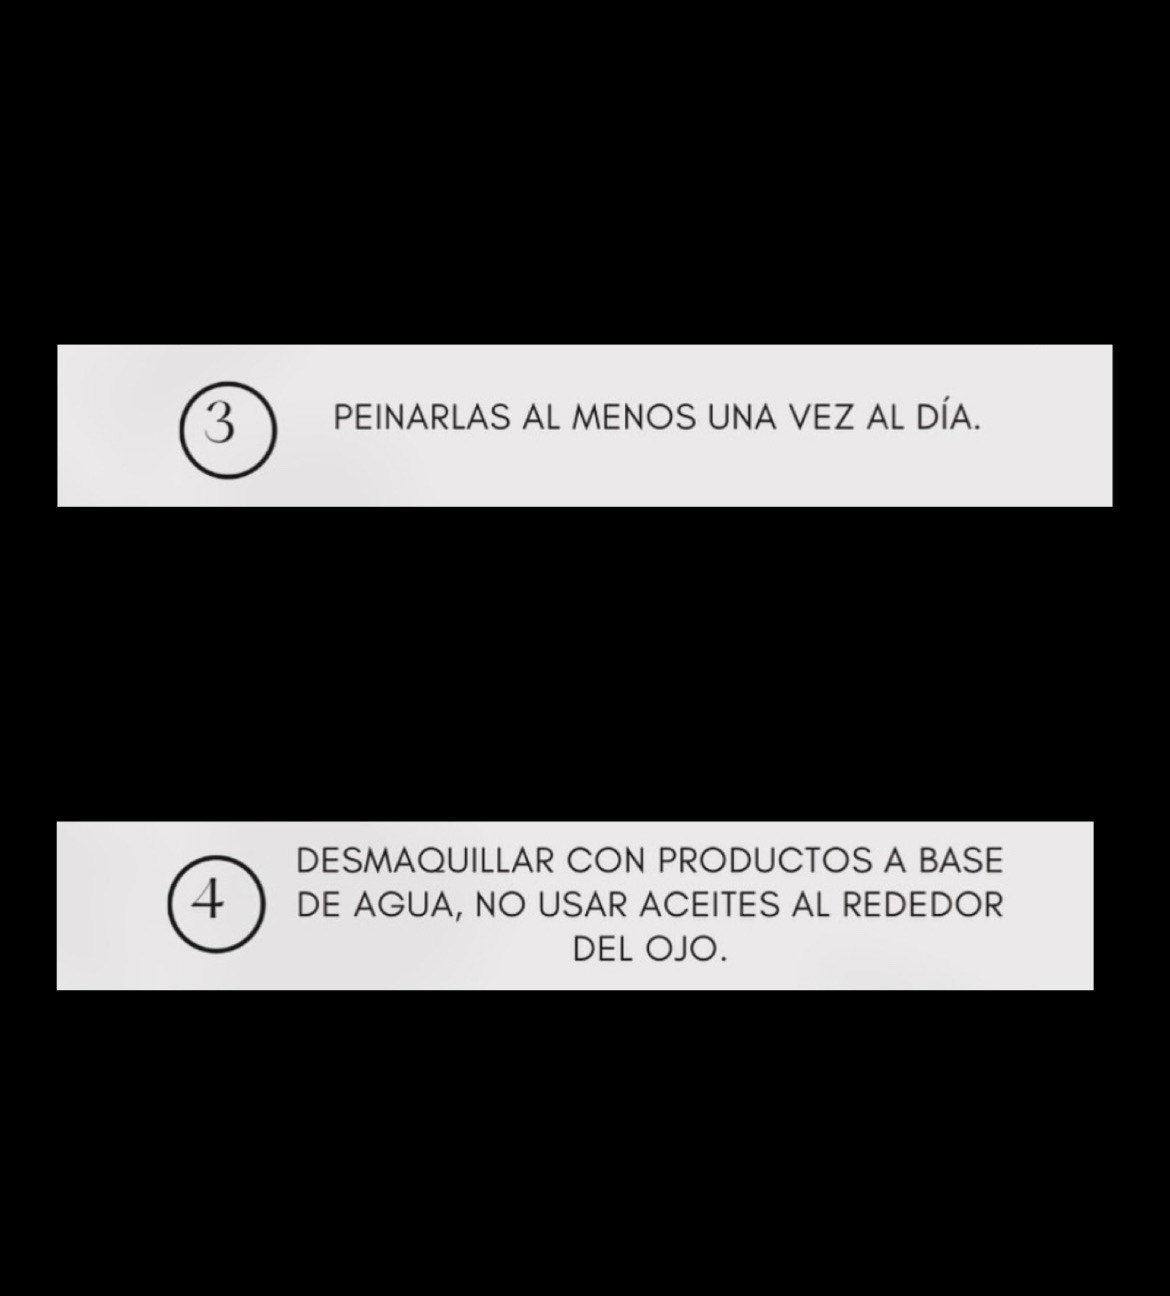 3
PEINARLAS AL MENOS UNA VEZ AL DÍA.
4
DESMAQUILLAR CON PRODUCTOS A BASE
DE AGUA, NO USAR ACEITES AL REDEDOR
DEL OJO.